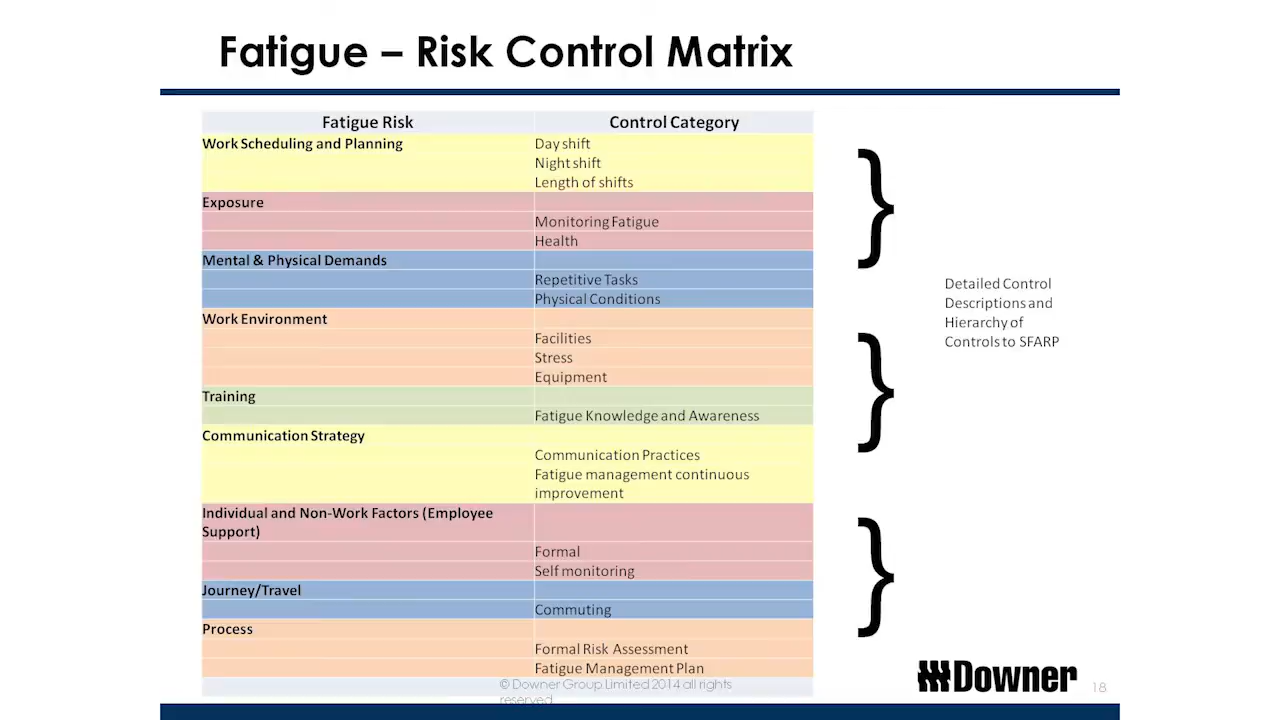 Fatigue – Risk Control Matrix
Fatigue Risk
Control Category
Work Scheduling and Planning
Day shift
Night shift
Length of shifts
Exposure
Monitoring Fatigue
Health
Mental & Physical Demands
Repetitive Tasks
Physical Conditions
Work Environment
Facilities
Stress
Equipment
Training
Fatigue Knowledge and Awareness
Communication Strategy
Communication Practices
Fatigue management continuous
improvement
Individual and Non-Work Factors (Employee
Support)
Formal
Self monitoring
Journey/Travel
Commuting
Process
Formal Risk Assessment
Fatigue Management Plan
}
}
}
Detailed Control
Descriptions and
Hierarchy of
Controls to SFARP
© Downer Group Limited 2014 all rights
reserved
Downer
18